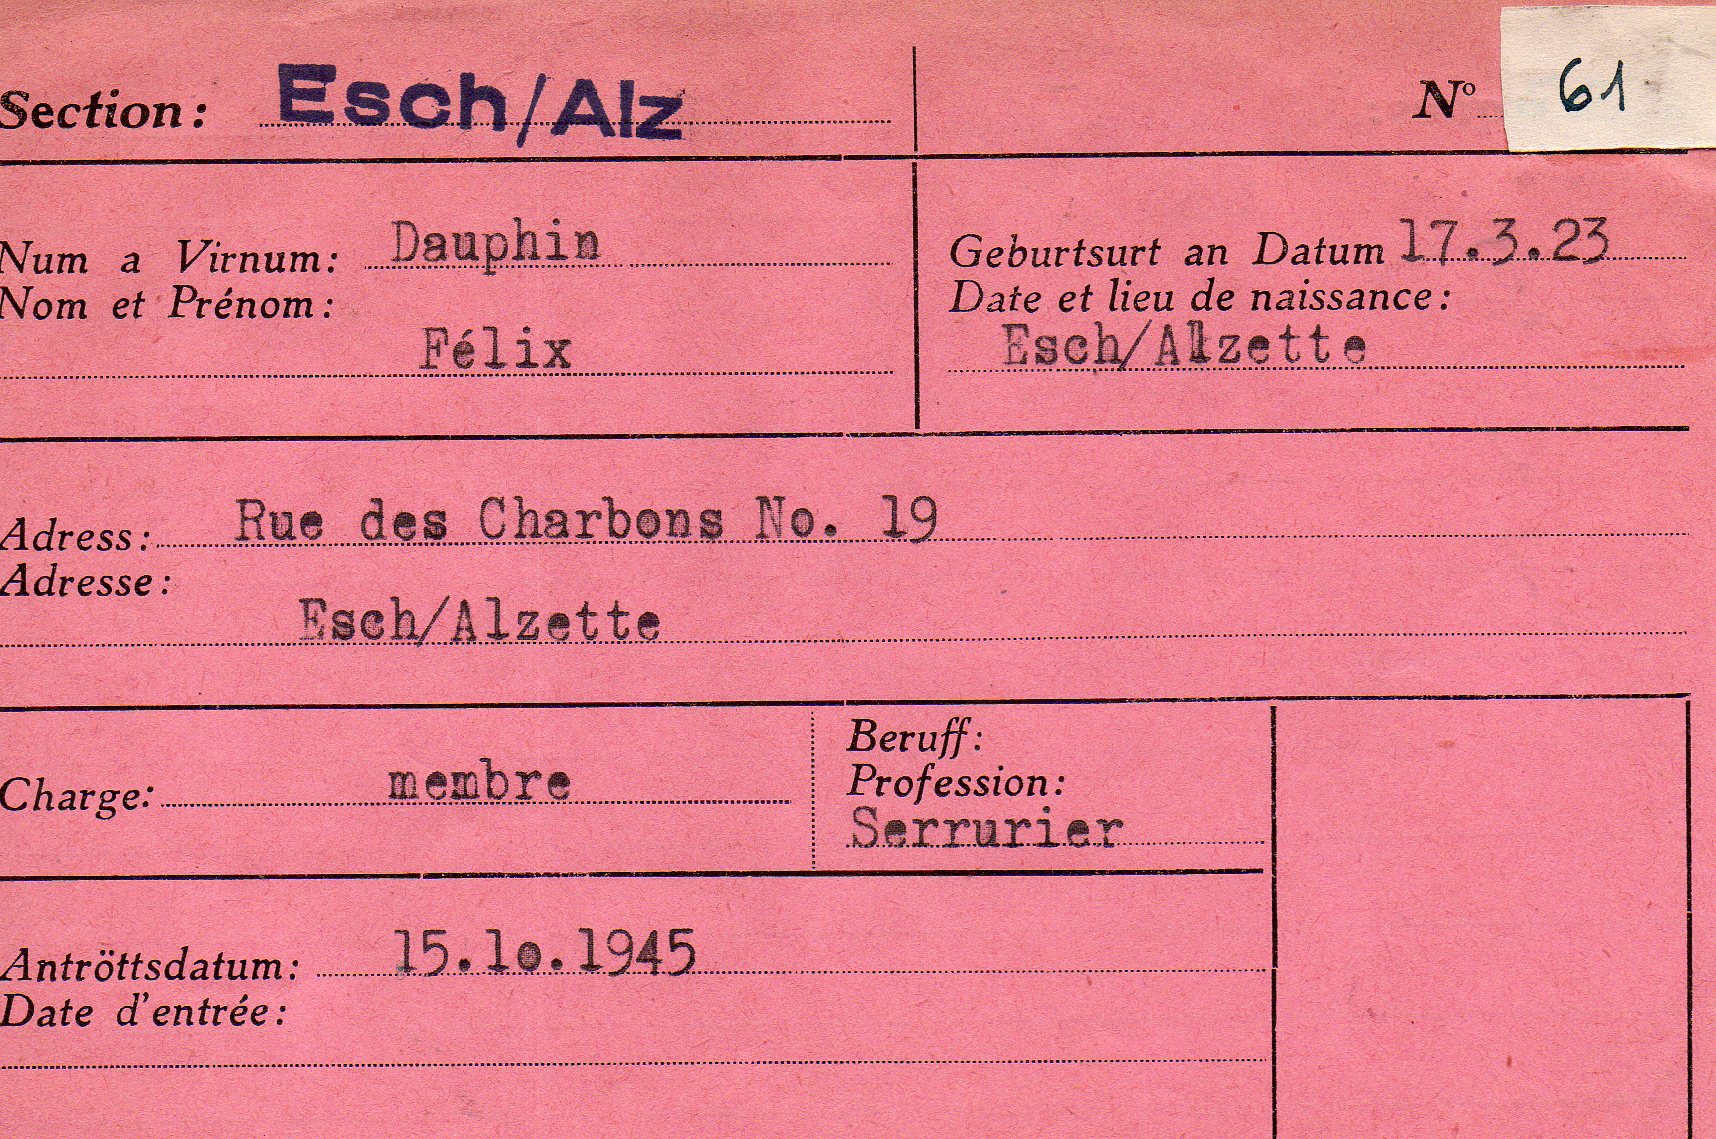 Section: Esch/Alz
Nº 61
Num a Virnum: Dauphin
Nom et Prénom:
Félix
Geburtsurt an Datum 17.3.23
Date et lieu de naissance:
Esch/Alzette
Adress: Rue des Charbons No. 19
Adresse:
Esch/Alzette
Charge: membre
Beruff:
Profession:
Serrurier
Antröttsdatum: 15.1o.1945
Date d'entrée: